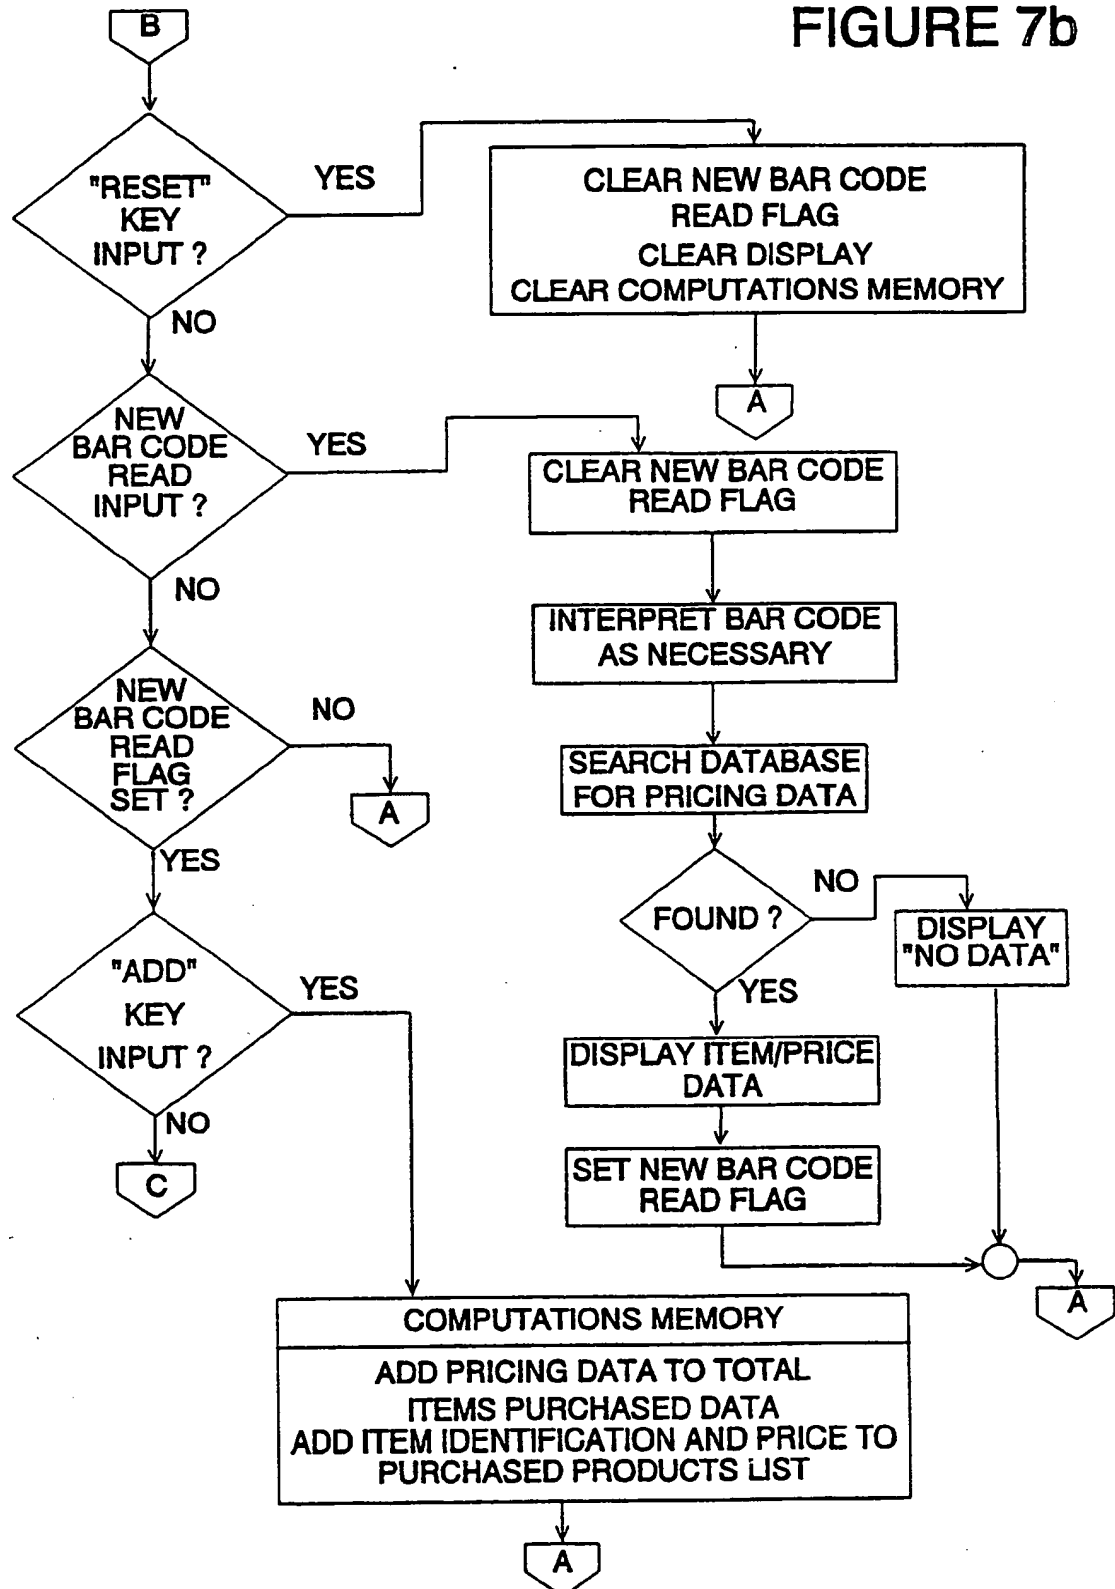 FIGURE 7b
B
"RESET"
KEY
INPUT ?
YES
NO
CLEAR NEW BAR CODE
READ FLAG
CLEAR DISPLAY
CLEAR COMPUTATIONS MEMORY
A
NEW
BAR CODE
READ
INPUT ?
YES
NO
CLEAR NEW BAR CODE
READ FLAG
INTERPRET BAR CODE
AS NECESSARY
NEW
BAR CODE
READ
FLAG
SET ?
NO
A
YES
SEARCH DATABASE
FOR PRICING DATA
FOUND ?
NO
DISPLAY
"NO DATA"
YES
"ADD"
KEY
INPUT ?
YES
NO
C
DISPLAY ITEM/PRICE
DATA
SET NEW BAR CODE
READ FLAG
A
COMPUTATIONS MEMORY
ADD PRICING DATA TO TOTAL
ITEMS PURCHASED DATA
ADD ITEM IDENTIFICATION AND PRICE TO
PURCHASED PRODUCTS LIST
A